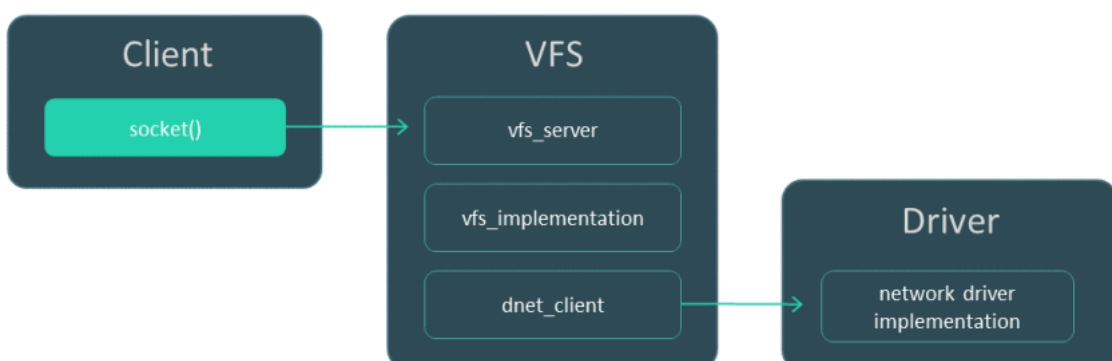 Client
socket()
VFS
vfs_server
vfs_implementation
dnet_client
Driver
network driver
implementation